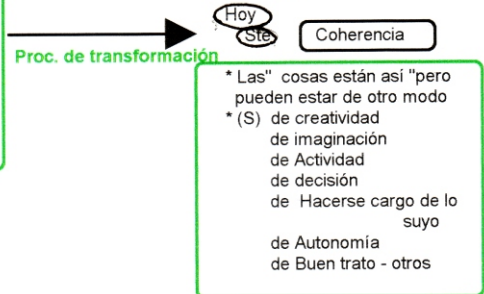 Hoy
Ste
Coherencia
Proc. de transformación
* Las" cosas están así "pero
pueden estar de otro modo
* (S) de creatividad
de imaginación
de Actividad
de decisión
de Hacerse cargo de lo
suyo
de Autonomía
de Buen trato - otros